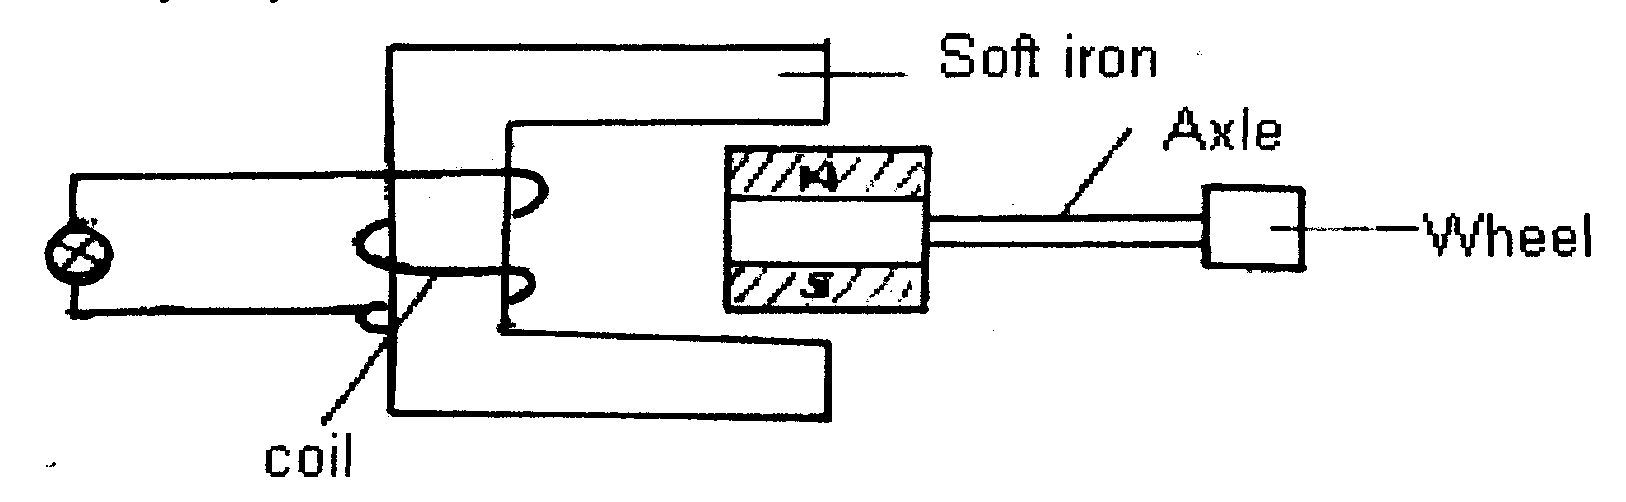 Soft iron
Axle
N
Wheel
S
coil